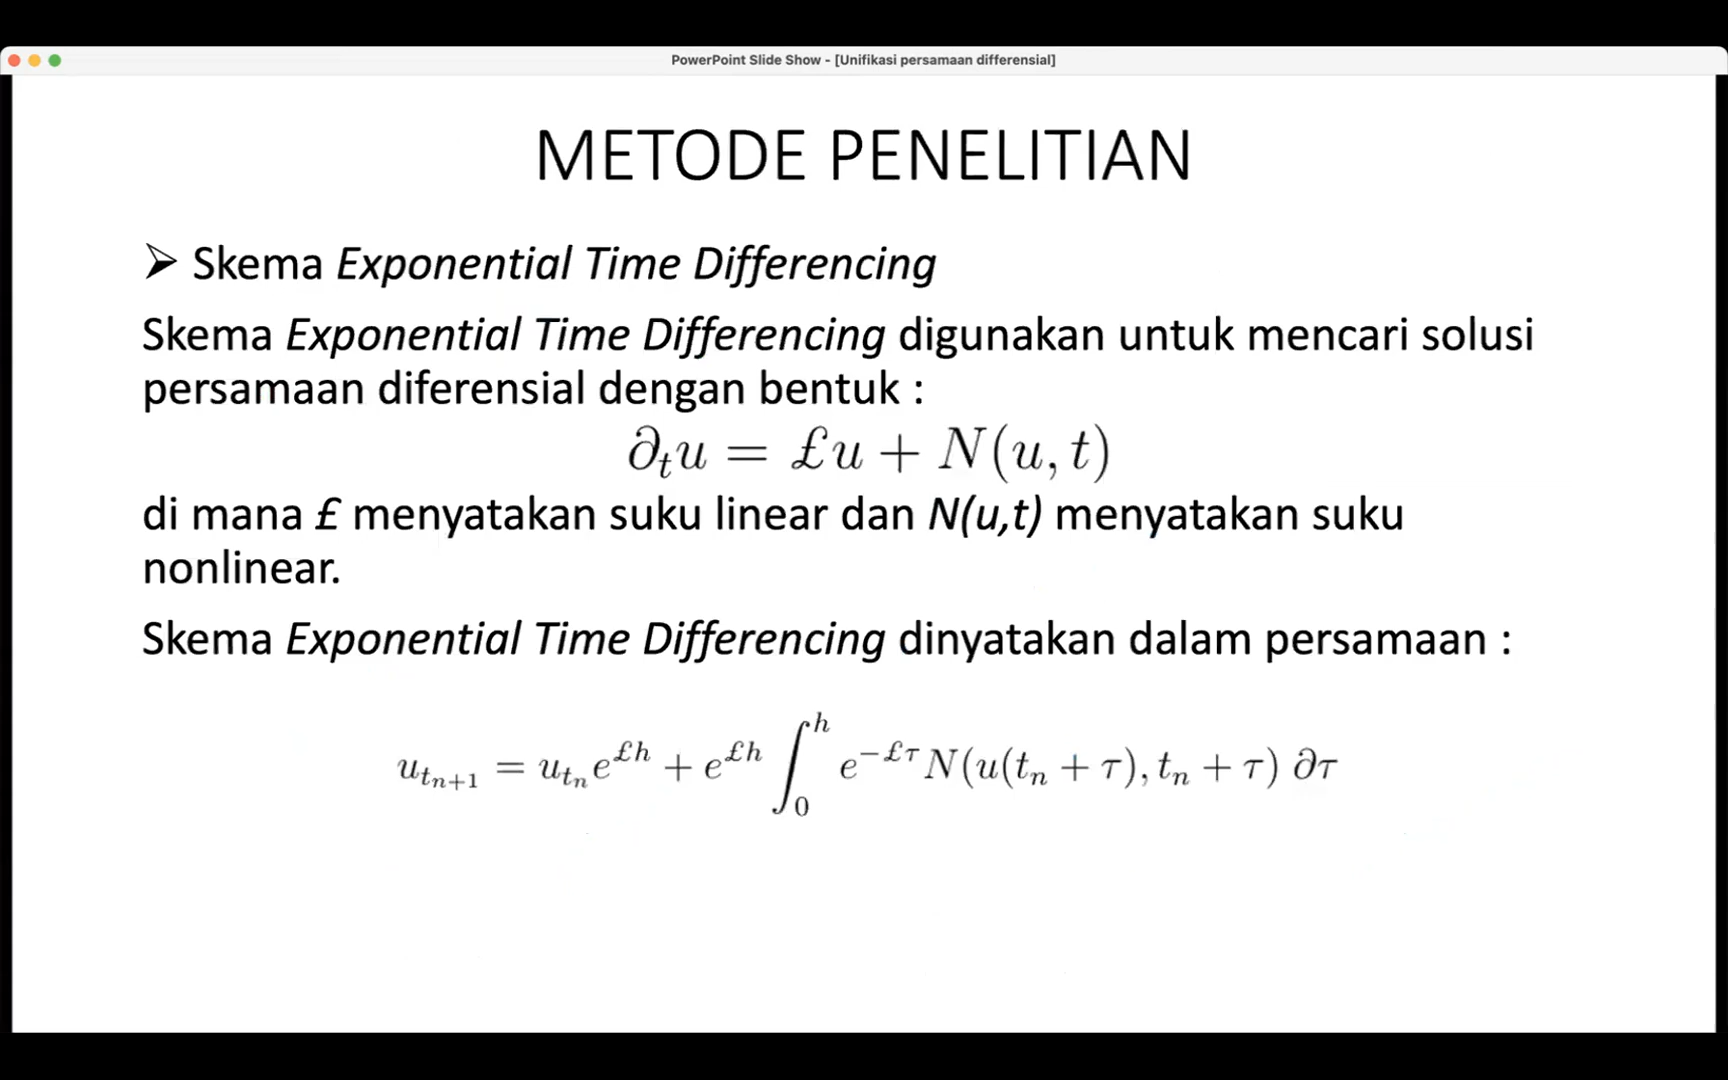 PowerPoint Slide Show - [Unifikasi persamaan differensial]
METODE PENELITIAN
➢ Skema Exponential Time Differencing
Skema Exponential Time Differencing digunakan untuk mencari solusi
persamaan diferensial dengan bentuk :
∂ₜu = £u + N(u, t)
di mana £ menyatakan suku linear dan N(u,t) menyatakan suku
nonlinear.
Skema Exponential Time Differencing dinyatakan dalam persamaan :
$u_{t_{n+1}} = u_{t_n} e^{£h} + e^{£h} \int_0^h e^{-£τ} N(u(t_n + τ), t_n + τ) ∂τ$